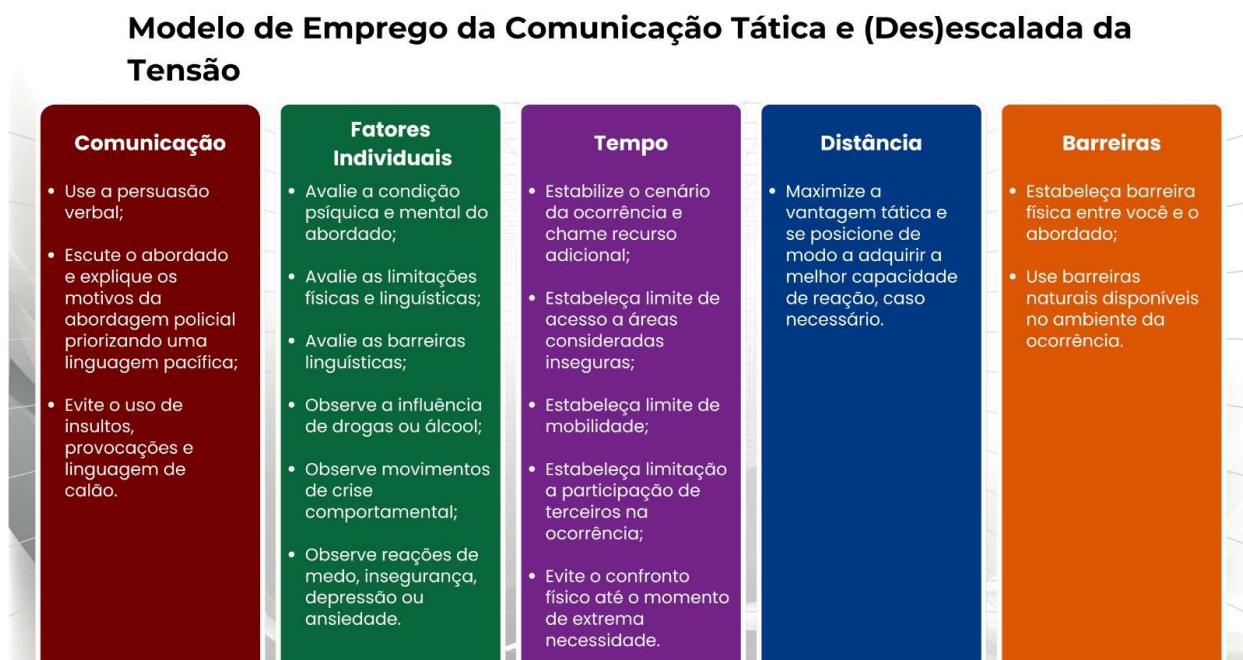 Modelo de Emprego da Comunicação Tática e (Des)escalada da
Tensão
Comunicação
• Use a persuasão
verbal;
• Escute o abordado
e explique os
motivos da
abordagem policial
priorizando uma
linguagem pacífica;
• Evite o uso de
insultos,
provocações e
linguagem de
calão.
Fatores
Individuais
• Avalie a condição
psíquica e mental do
abordado;
• Avalie as limitações
físicas e linguísticas;
• Avalie as barreiras
linguísticas;
• Observe a influência
de drogas ou álcool;
• Observe movimentos
de crise
comportamental;
• Observe reações de
medo, insegurança,
depressão ou
ansiedade.
Tempo
• Estabilize o cenário
da ocorrência e
chame recurso
adicional;
• Estabeleça limite de
acesso a áreas
consideradas
inseguras;
• Estabeleça limite de
mobilidade;
• Estabeleça limitação
a participação de
terceiros na
ocorrência;
• Evite o confronto
físico até o momento
de extrema
necessidade.
Distância
• Maximize a
vantagem tática e
se posicione de
modo a adquirir a
melhor capacidade
de reação, caso
necessário.
Barreiras
• Estabeleça barreira
física entre você e o
abordado;
• Use barreiras
naturais disponíveis
no ambiente da
ocorrência.